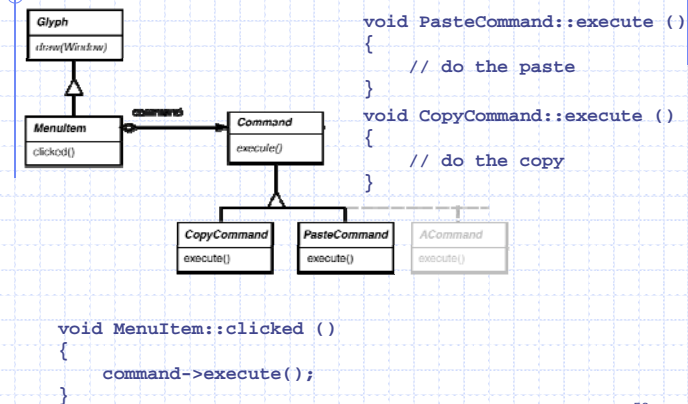 Glyph
draw(Window)
MenuItem
clicked()
command
Command
execute()
CopyCommand
execute()
PasteCommand
execute()
ACommand
execute()
void PasteCommand::execute ()
{
// do the paste
}
void CopyCommand::execute ()
{
// do the copy
}
void MenuItem::clicked ()
{
command->execute();
}